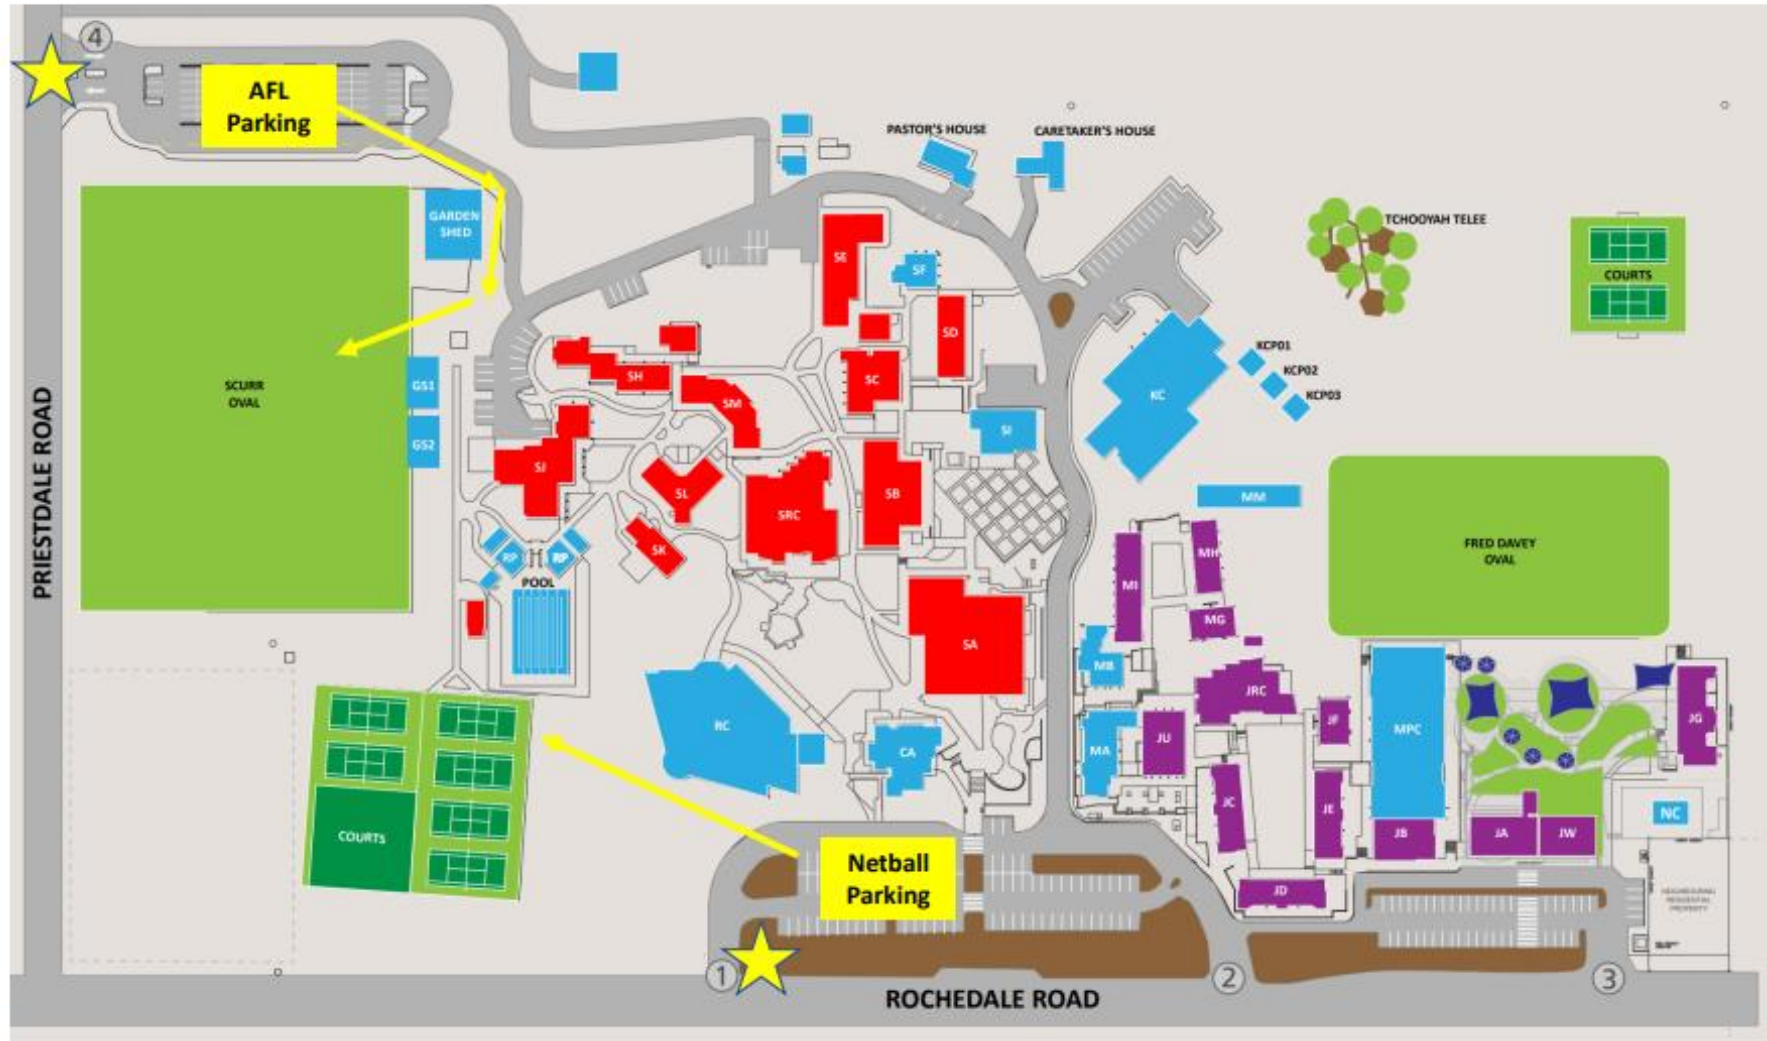 4
AFL
Parking
PASTOR'S HOUSE
CARETAKER'S HOUSE
TCHOOYAH TELEE
GARDEN
SHED
SE
SF
COURTS
SD
KCP01
KCP02
KCP03
SCURR
OVAL
GS1
SH
SC
KC
SM
GS2
SI
SJ
SL
SB
MM
SRC
PRIESTDALE ROAD
SK
RP
RP
POOL
MI
MH
FRED DAVEY
OVAL
MG
SA
MB
JRC
RC
CA
MA
JU
JF
MPC
JG
COURTS
JC
JE
JB
JA
JW
NC
Netball
Parking
JD
NEIGHBOURING
RESIDENTIAL
PROPERTY
1
2
3
ROCHEDALE ROAD